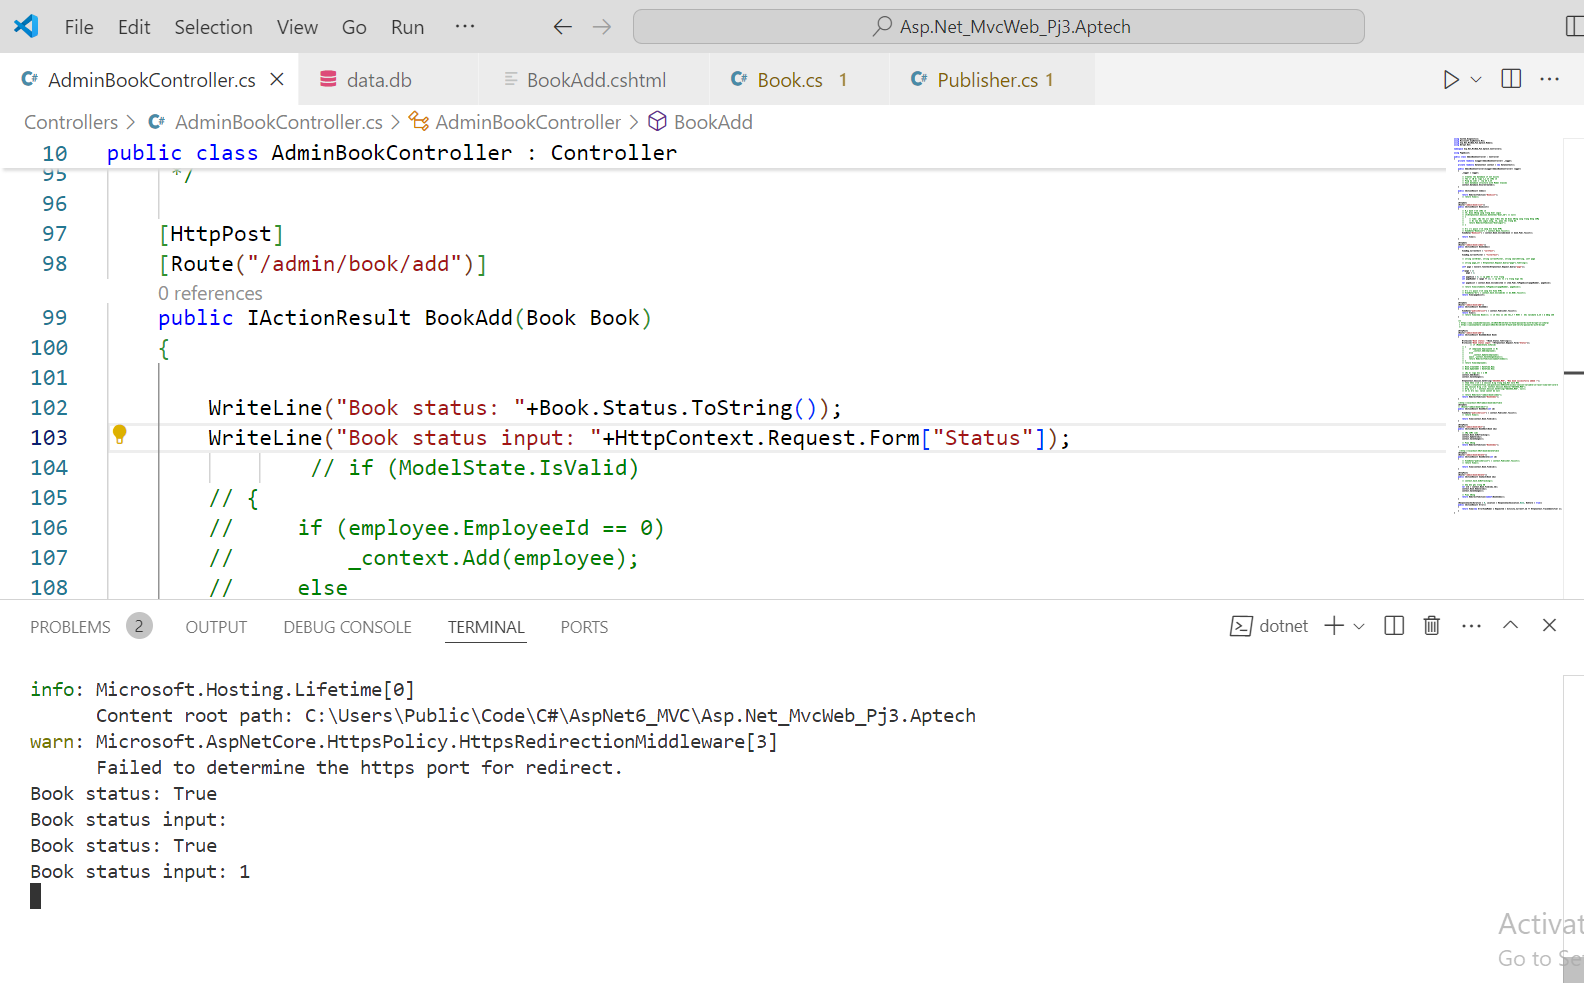 File Edit Selection View Go Run ··· Asp.Net_MvcWeb_Pj3.Aptech
AdminBookController.cs data.db BookAdd.cshtml Book.cs 1 Publisher.cs 1
Controllers > AdminBookController.cs > AdminBookController > BookAdd
10 public class AdminBookController : Controller
95 */
96
97 [HttpPost]
98 [Route("/admin/book/add")]
0 references
99 public IActionResult BookAdd(Book Book)
100 {
101
102 WriteLine("Book status: "+Book.Status.ToString());
103 WriteLine("Book status input: "+HttpContext.Request.Form["Status"]);
104 // if (ModelState.IsValid)
105 // {
106 //     if (employee.EmployeeId == 0)
107 //         _context.Add(employee);
108 //     else
PROBLEMS 2 OUTPUT DEBUG CONSOLE TERMINAL PORTS dotnet
info: Microsoft.Hosting.Lifetime[0]
Content root path: C:\Users\Public\Code\C#\AspNet6_MVC\Asp.Net_MvcWeb_Pj3.Aptech
warn: Microsoft.AspNetCore.HttpsPolicy.HttpsRedirectionMiddleware[3]
Failed to determine the https port for redirect.
Book status: True
Book status input:
Book status: True
Book status input: 1
Activat
Go to Se